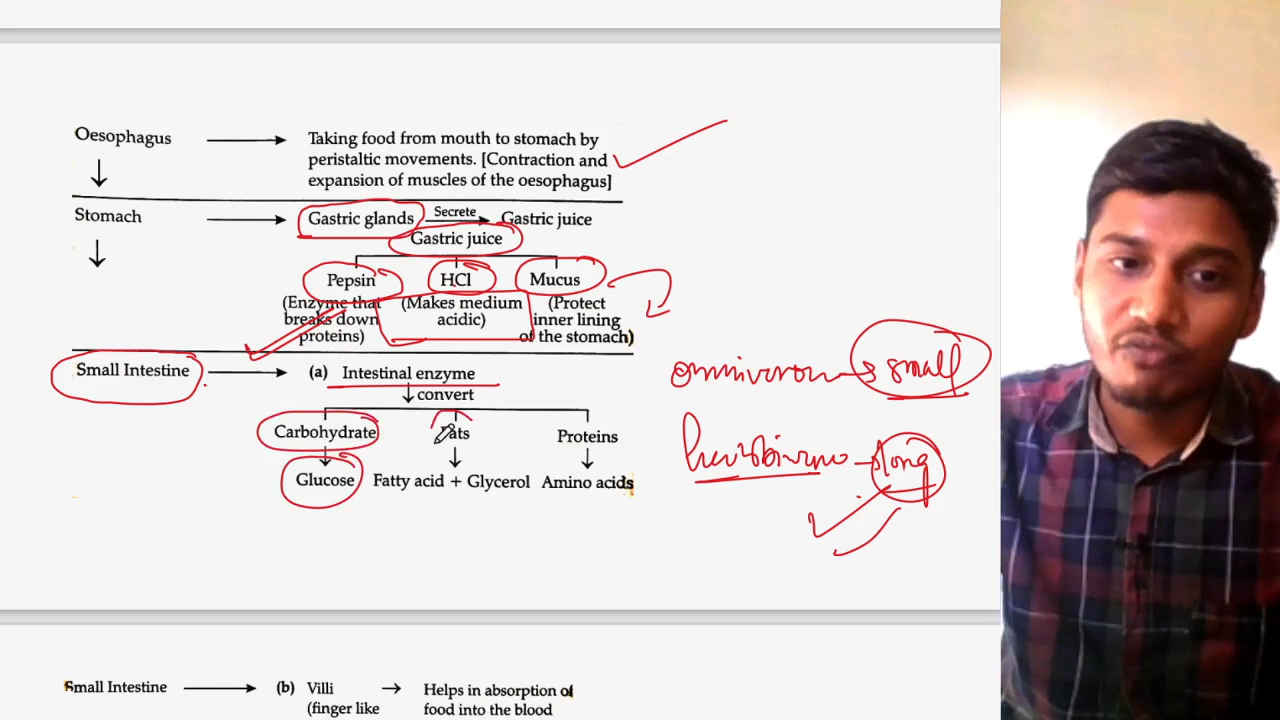 Oesophagus → Taking food from mouth to stomach by
peristaltic movements. [Contraction and
expansion of muscles of the oesophagus]
Stomach → Gastric glands Secrete → Gastric juice
Gastric juice
Pepsin HCl Mucus
(Enzyme that (Makes medium (Protect
breaks down acidic) inner lining
proteins) of the stomach)
Small Intestine → (a) Intestinal enzyme
convert
Carbohydrate Fats Proteins
Glucose Fatty acid + Glycerol Amino acids
small
long
Small Intestine → (b) Villi → Helps in absorption of
(finger like food into the blood